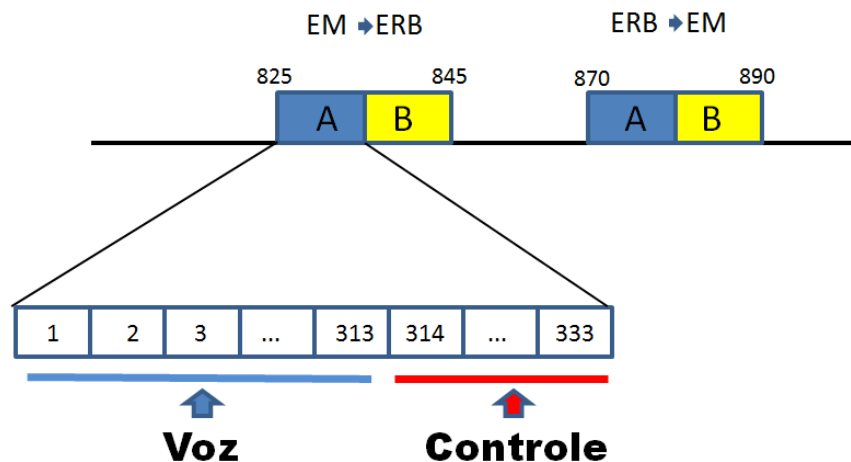 EM ERB ERB EM
825 845 870 890
A B A B
1 2 3 ... 313 314 ... 333
Voz Controle